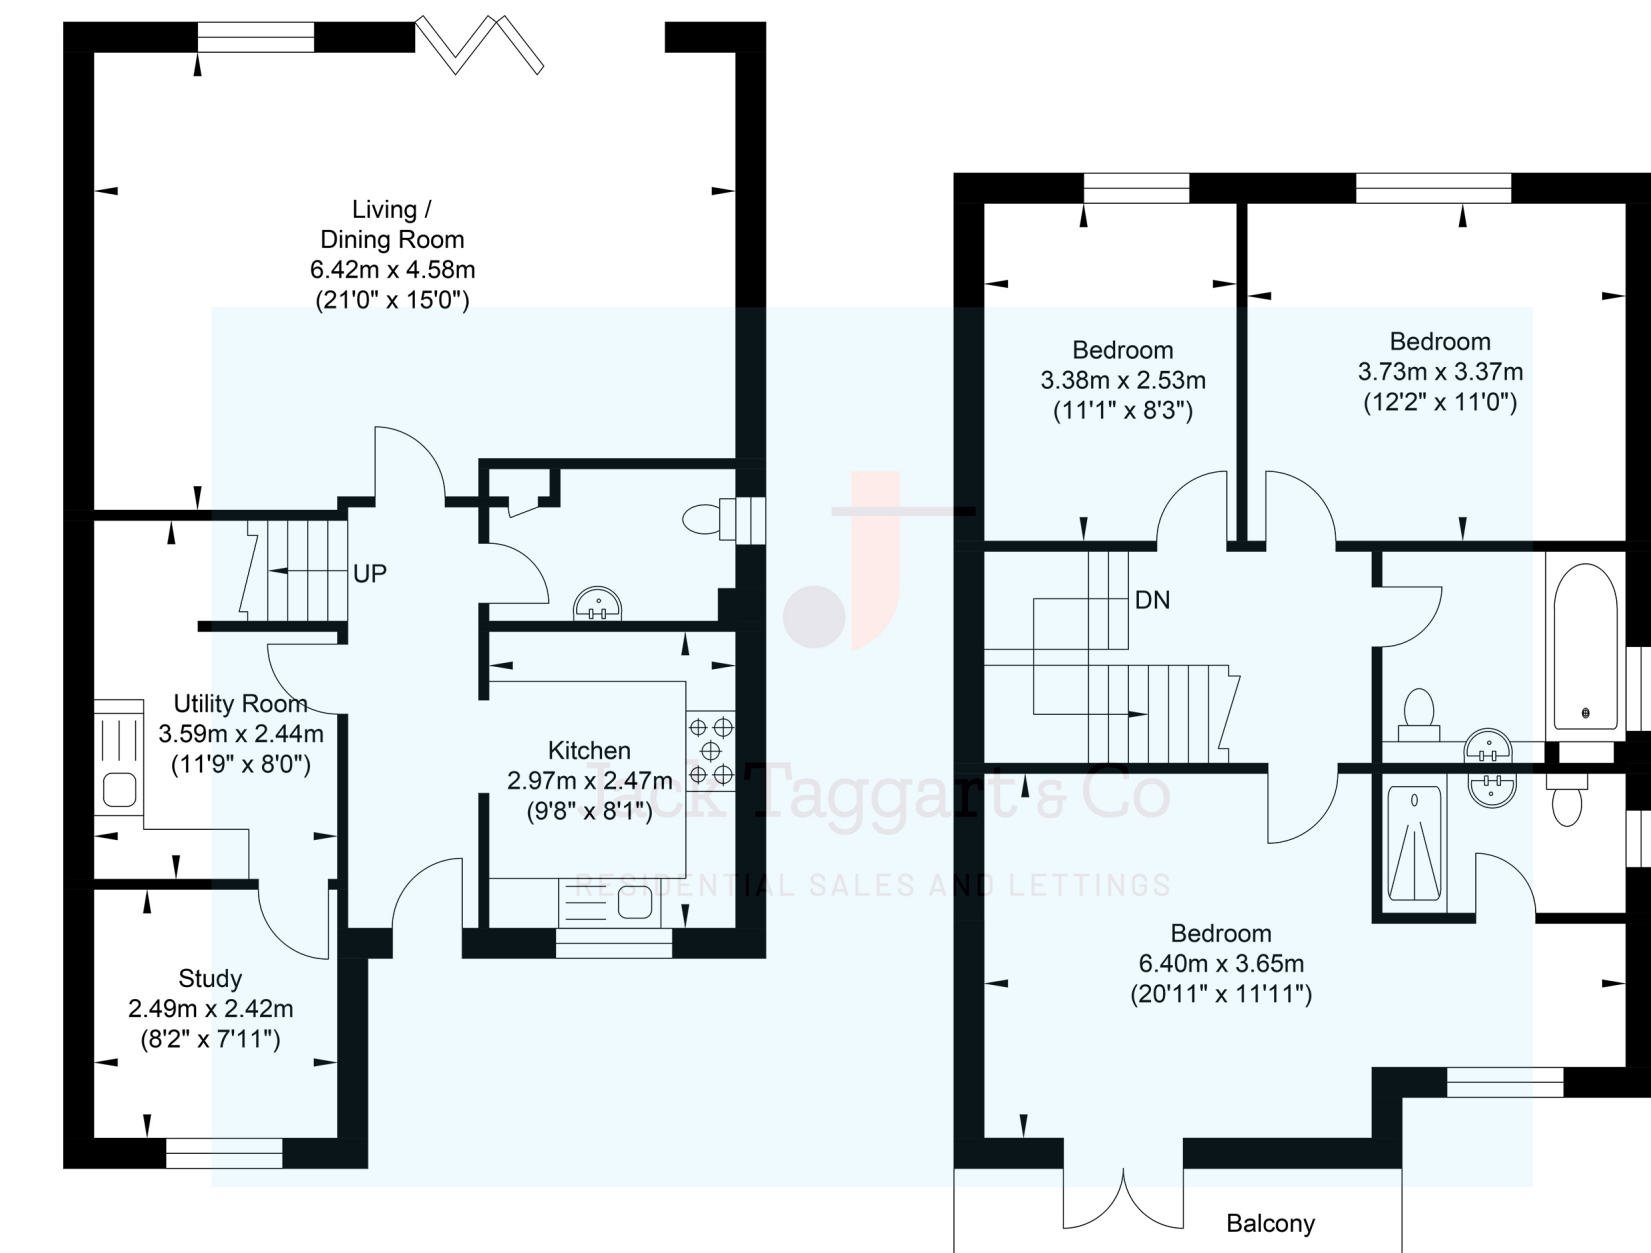 Living /
Dining Room
6.42m x 4.58m
(21'0" x 15'0")
UP
Utility Room
3.59m x 2.44m
(11'9" x 8'0")
Kitchen
2.97m x 2.47m
(9'8" x 8'1")
Study
2.49m x 2.42m
(8'2" x 7'11")
Bedroom
3.38m x 2.53m
(11'1" x 8'3")
Bedroom
3.73m x 3.37m
(12'2" x 11'0")
DN
Bedroom
6.40m x 3.65m
(20'11" x 11'11")
Balcony
Jack Taggart & Co
RESIDENTIAL SALES AND LETTINGS